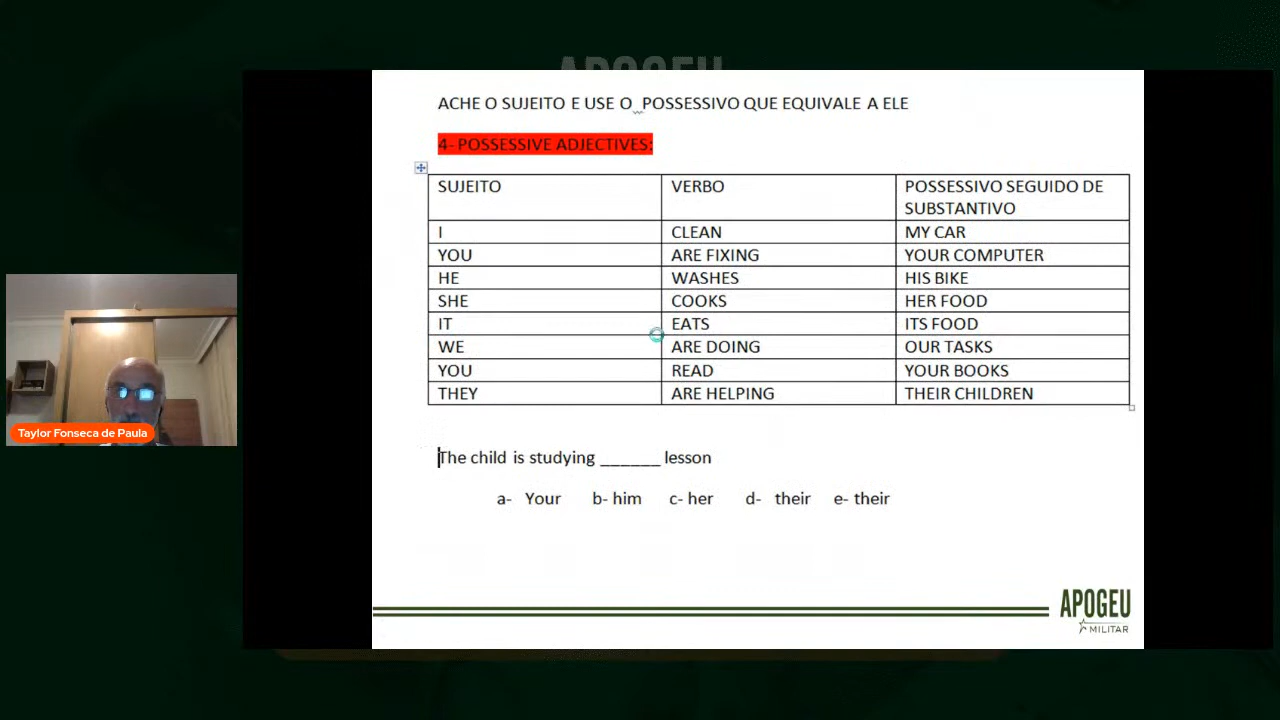 APOGEU
ACHE O SUJEITO E USE O POSSESSIVO QUE EQUIVALE A ELE
4- POSSESSIVE ADJECTIVES:
SUJEITO VERBO POSSESSIVO SEGUIDO DE
SUBSTANTIVO
I CLEAN MY CAR
YOU ARE FIXING YOUR COMPUTER
HE WASHES HIS BIKE
SHE COOKS HER FOOD
IT EATS ITS FOOD
WE ARE DOING OUR TASKS
YOU READ YOUR BOOKS
THEY ARE HELPING THEIR CHILDREN
Taylor Fonseca de Paula
The child is studying ______ lesson
a- Your b- him c- her d- their e- their
APOGEU
MILITAR